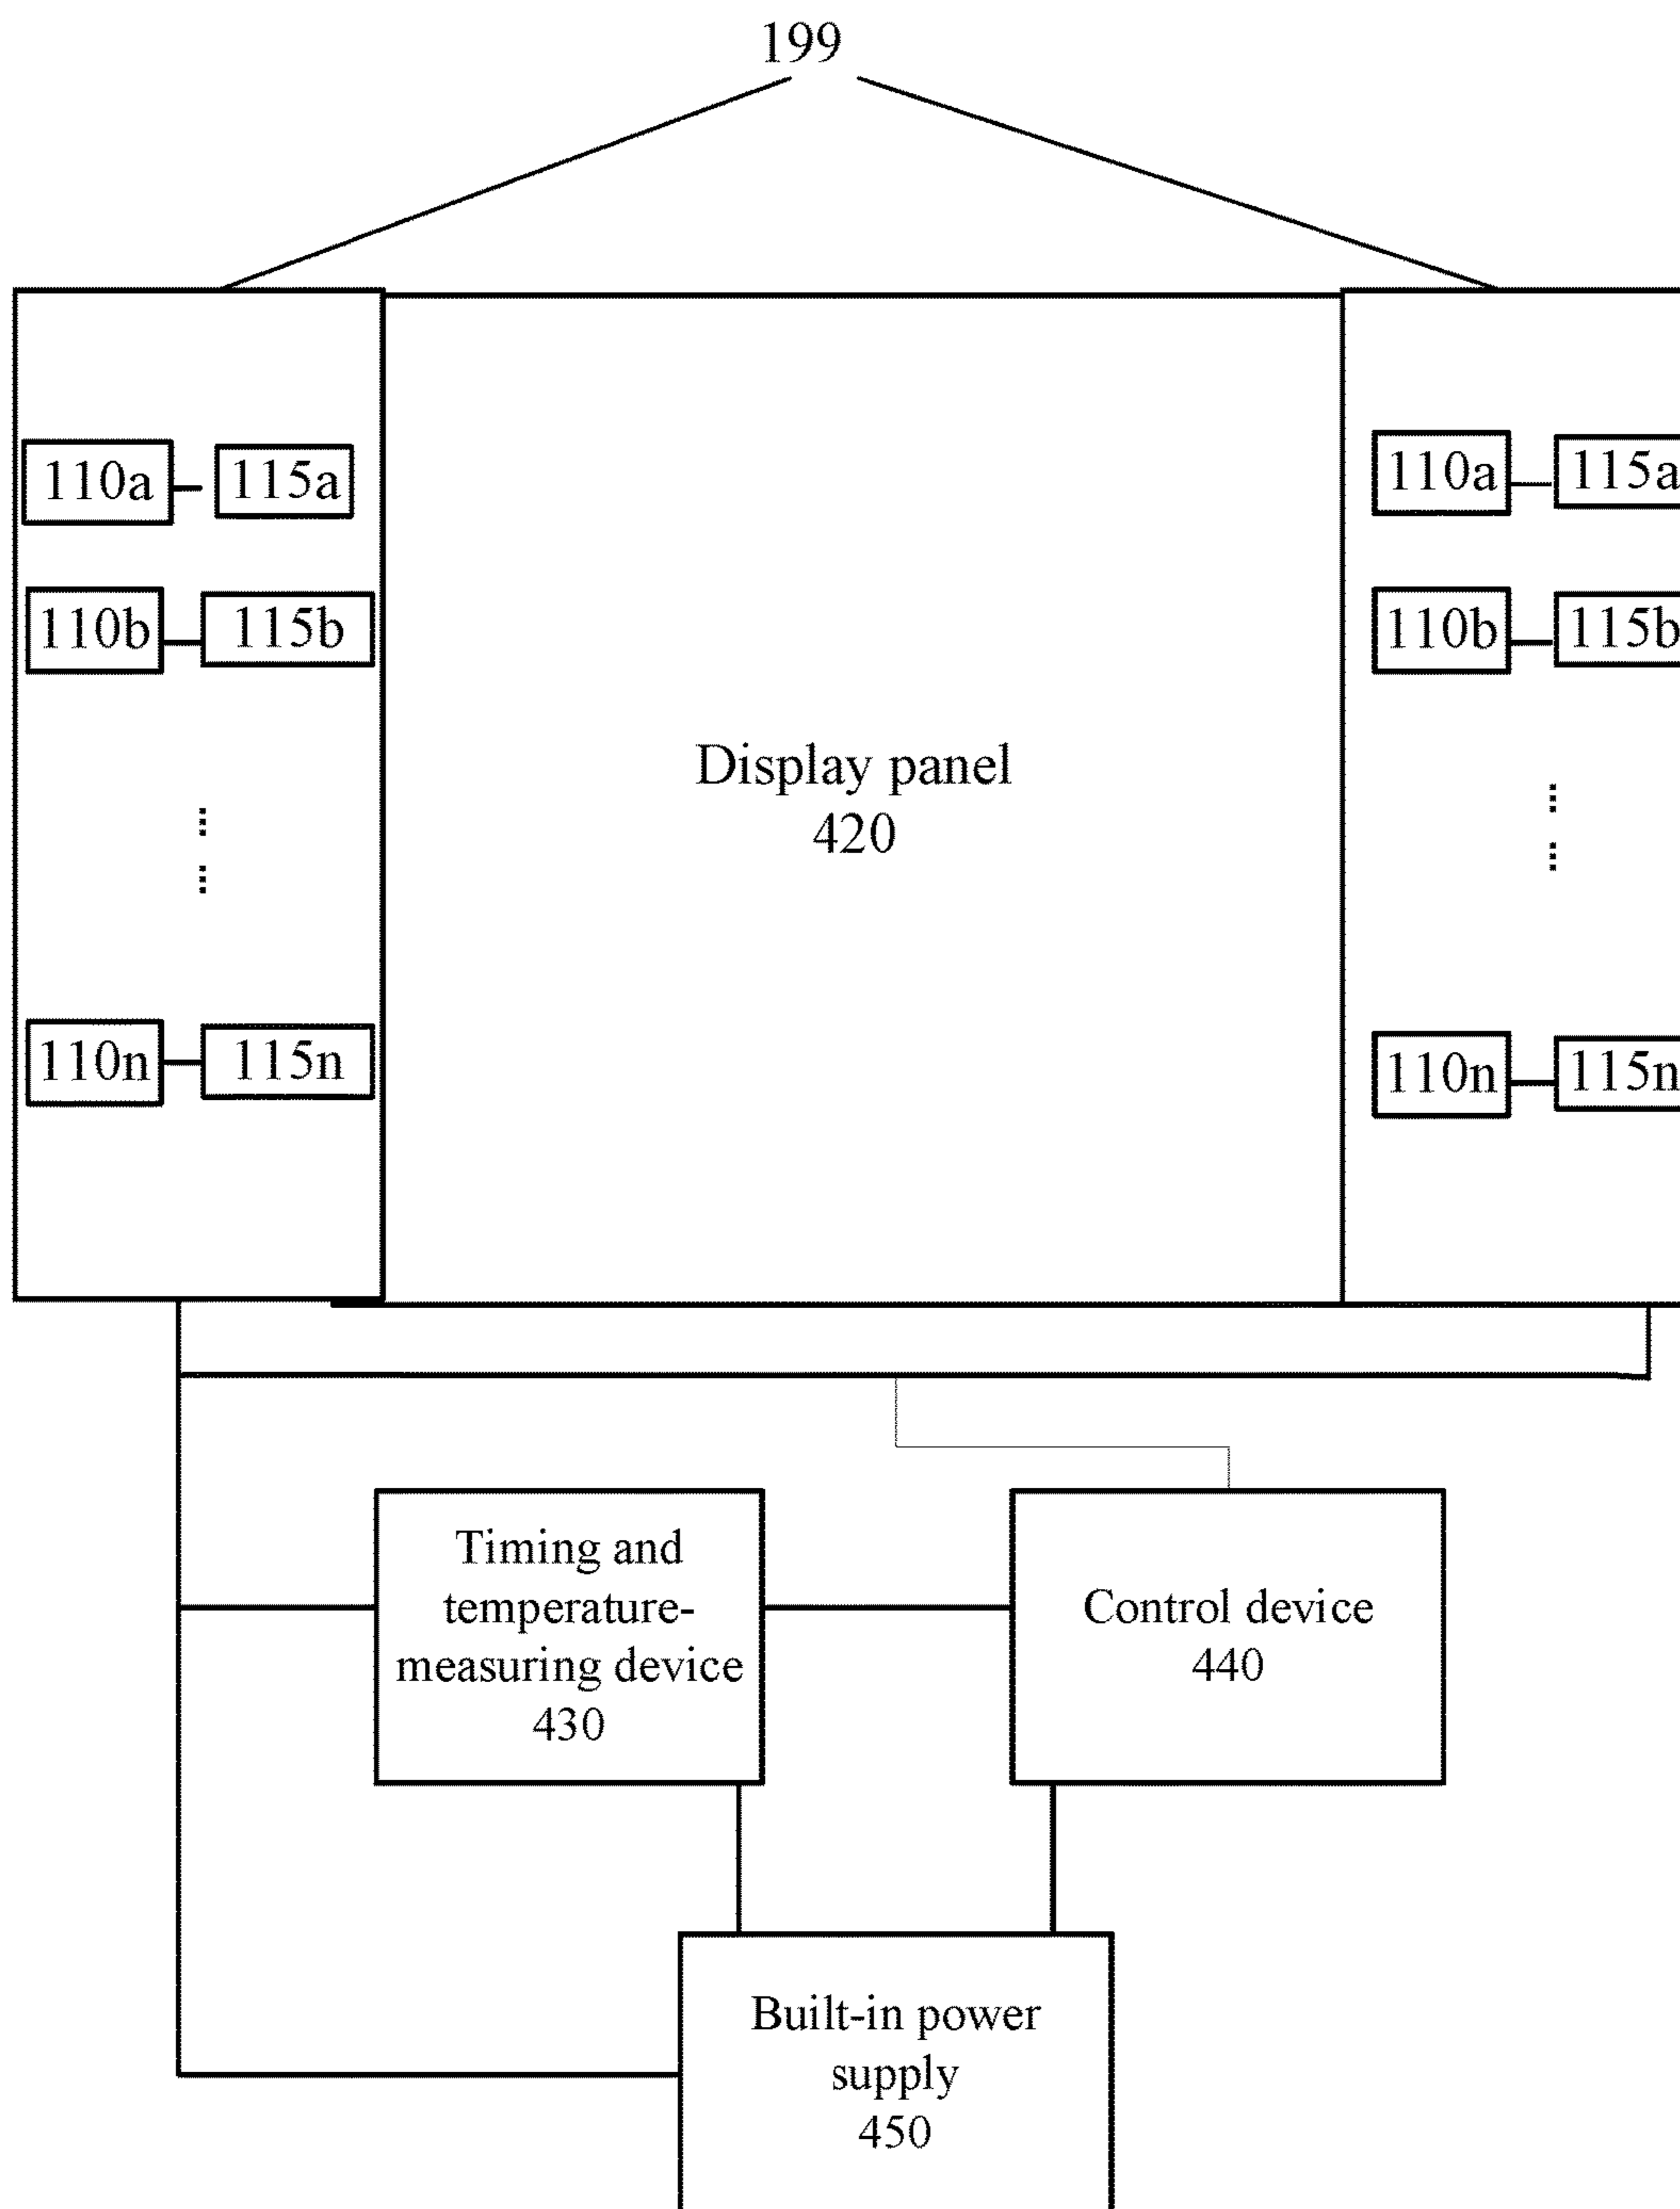 199
110a 115a
110a 115a
110b 115b
110b 115b
Display panel
420
110n 115n
110n 115n
Timing and
temperature-
measuring device
430
Control device
440
Built-in power
supply
450